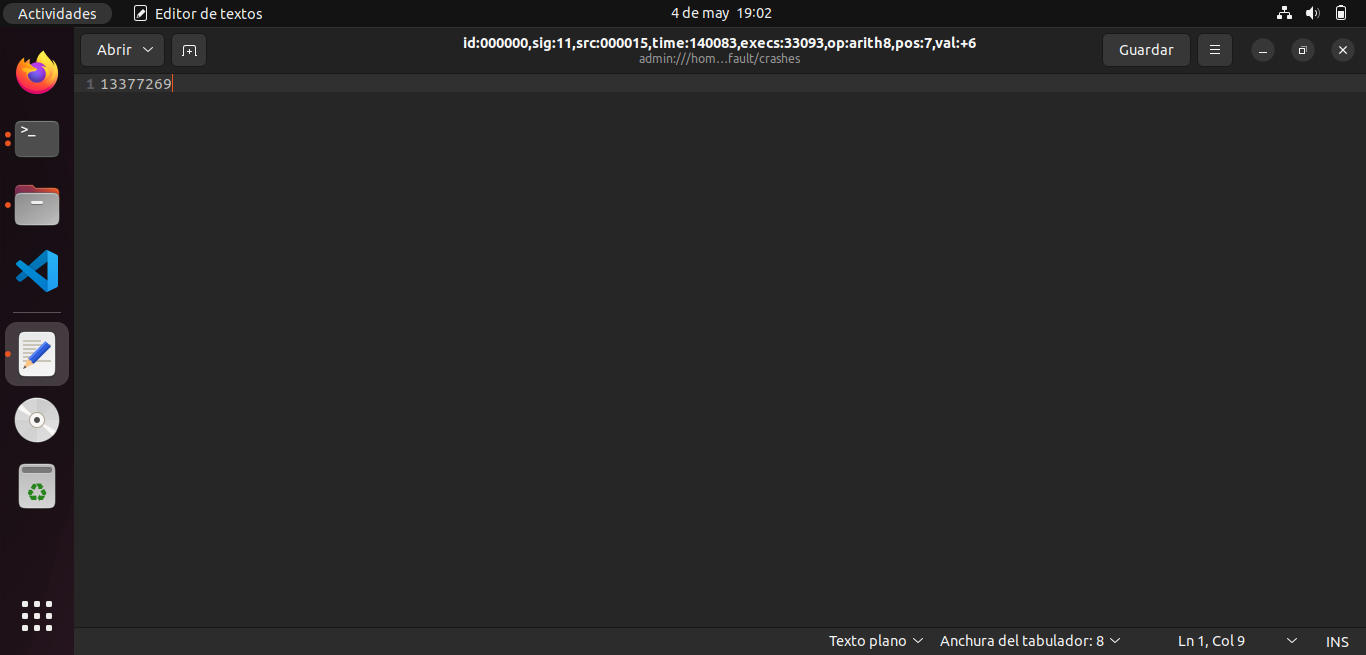 Actividades Editor de textos 4 de may 19:02
Abrir id:000000,sig:11,src:000015,time:140083,execs:33093,op:arith8,pos:7,val:+6 Guardar
admin:///hom...fault/crashes
1 13377269
>_
Texto plano Anchura del tabulador: 8 Ln 1, Col 9 INS